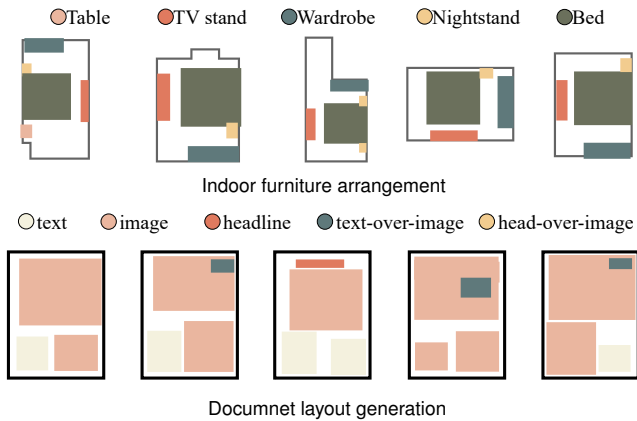 Table TV stand Wardrobe Nightstand Bed
Indoor furniture arrangement
text image headline text-over-image head-over-image
Documnet layout generation